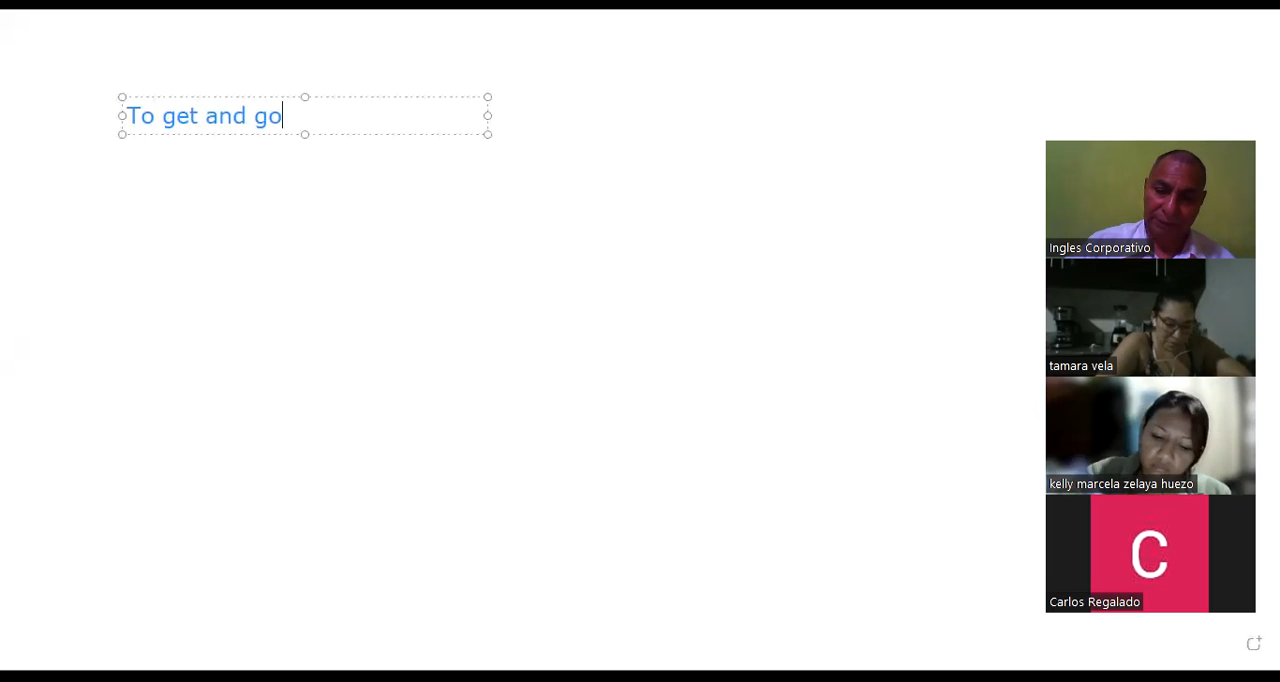 To get and go
Ingles Corporativo
tamara vela
kelly marcela zelaya huezo
C
Carlos Regalado